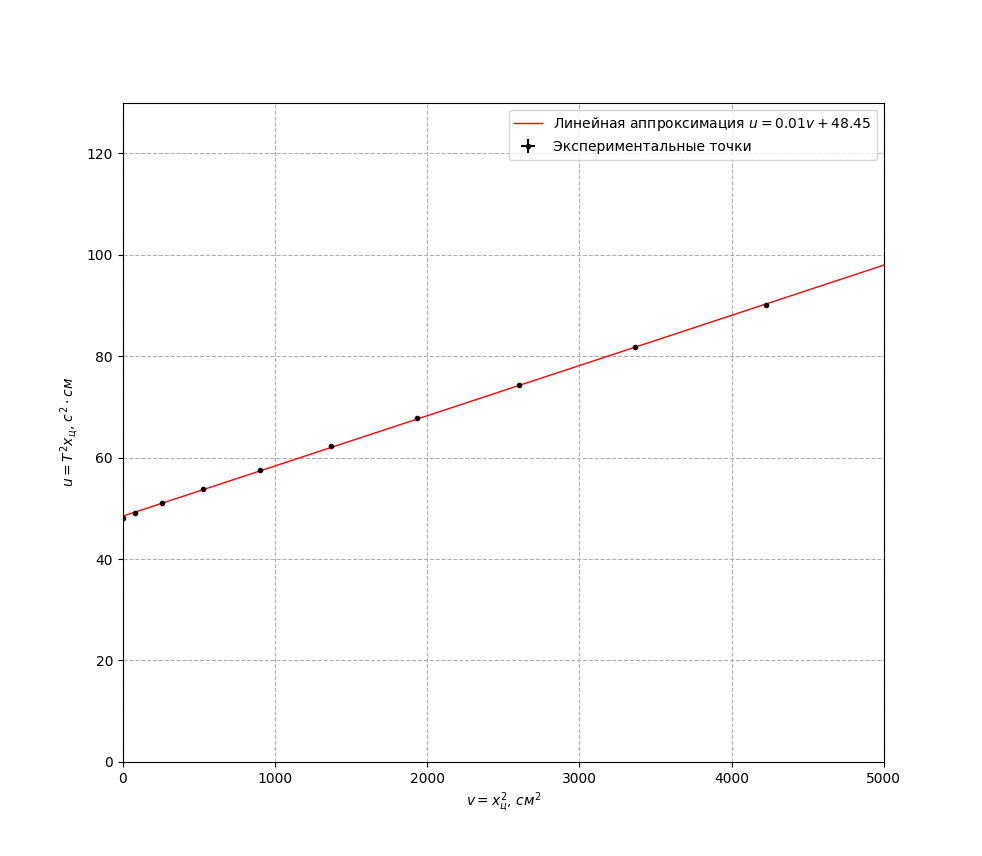 Линейная аппроксимация u = 0.01v + 48.45
Экспериментальные точки
120
100
80
60
40
20
0
u = T²xц, с² · см
0 1000 2000 3000 4000 5000
v = xц², см²